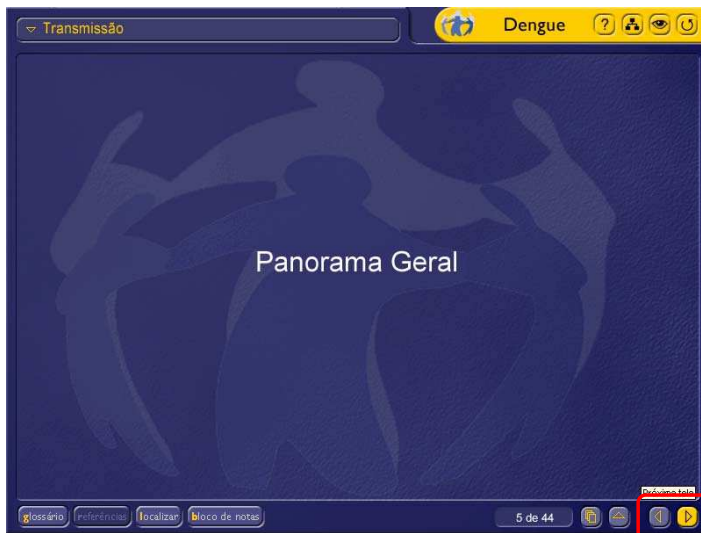 Transmissão
Dengue ?
Panorama Geral
Próxima tela
glossário referências localizar bloco de notas 5 de 44